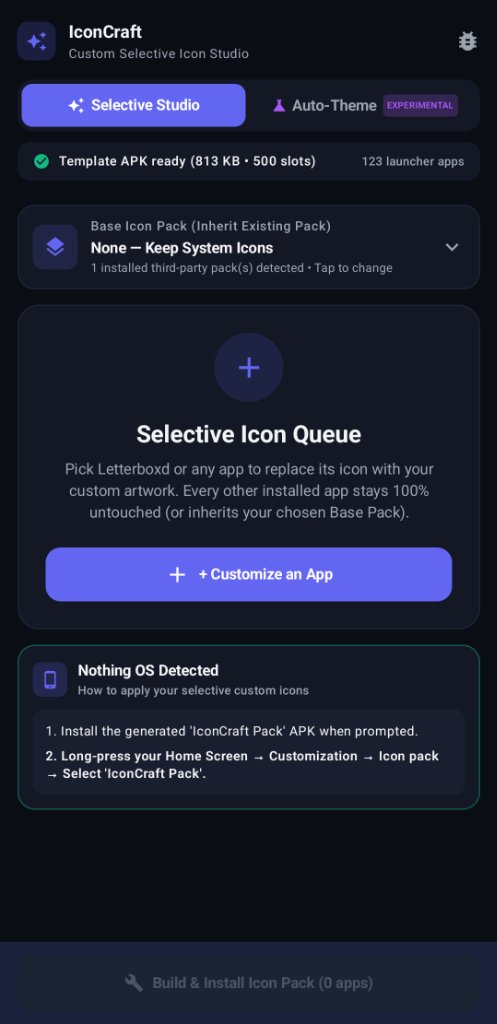 IconCraft
Custom Selective Icon Studio
Selective Studio
Auto-Theme EXPERIMENTAL
Template APK ready (813 KB • 500 slots)
123 launcher apps
Base Icon Pack (Inherit Existing Pack)
None — Keep System Icons
1 installed third-party pack(s) detected • Tap to change
Selective Icon Queue
Pick Letterboxd or any app to replace its icon with your
custom artwork. Every other installed app stays 100%
untouched (or inherits your chosen Base Pack).
+ Customize an App
Nothing OS Detected
How to apply your selective custom icons
1. Install the generated 'IconCraft Pack' APK when prompted.
2. Long-press your Home Screen → Customization → Icon pack
→ Select 'IconCraft Pack'.
Build & Install Icon Pack (0 apps)